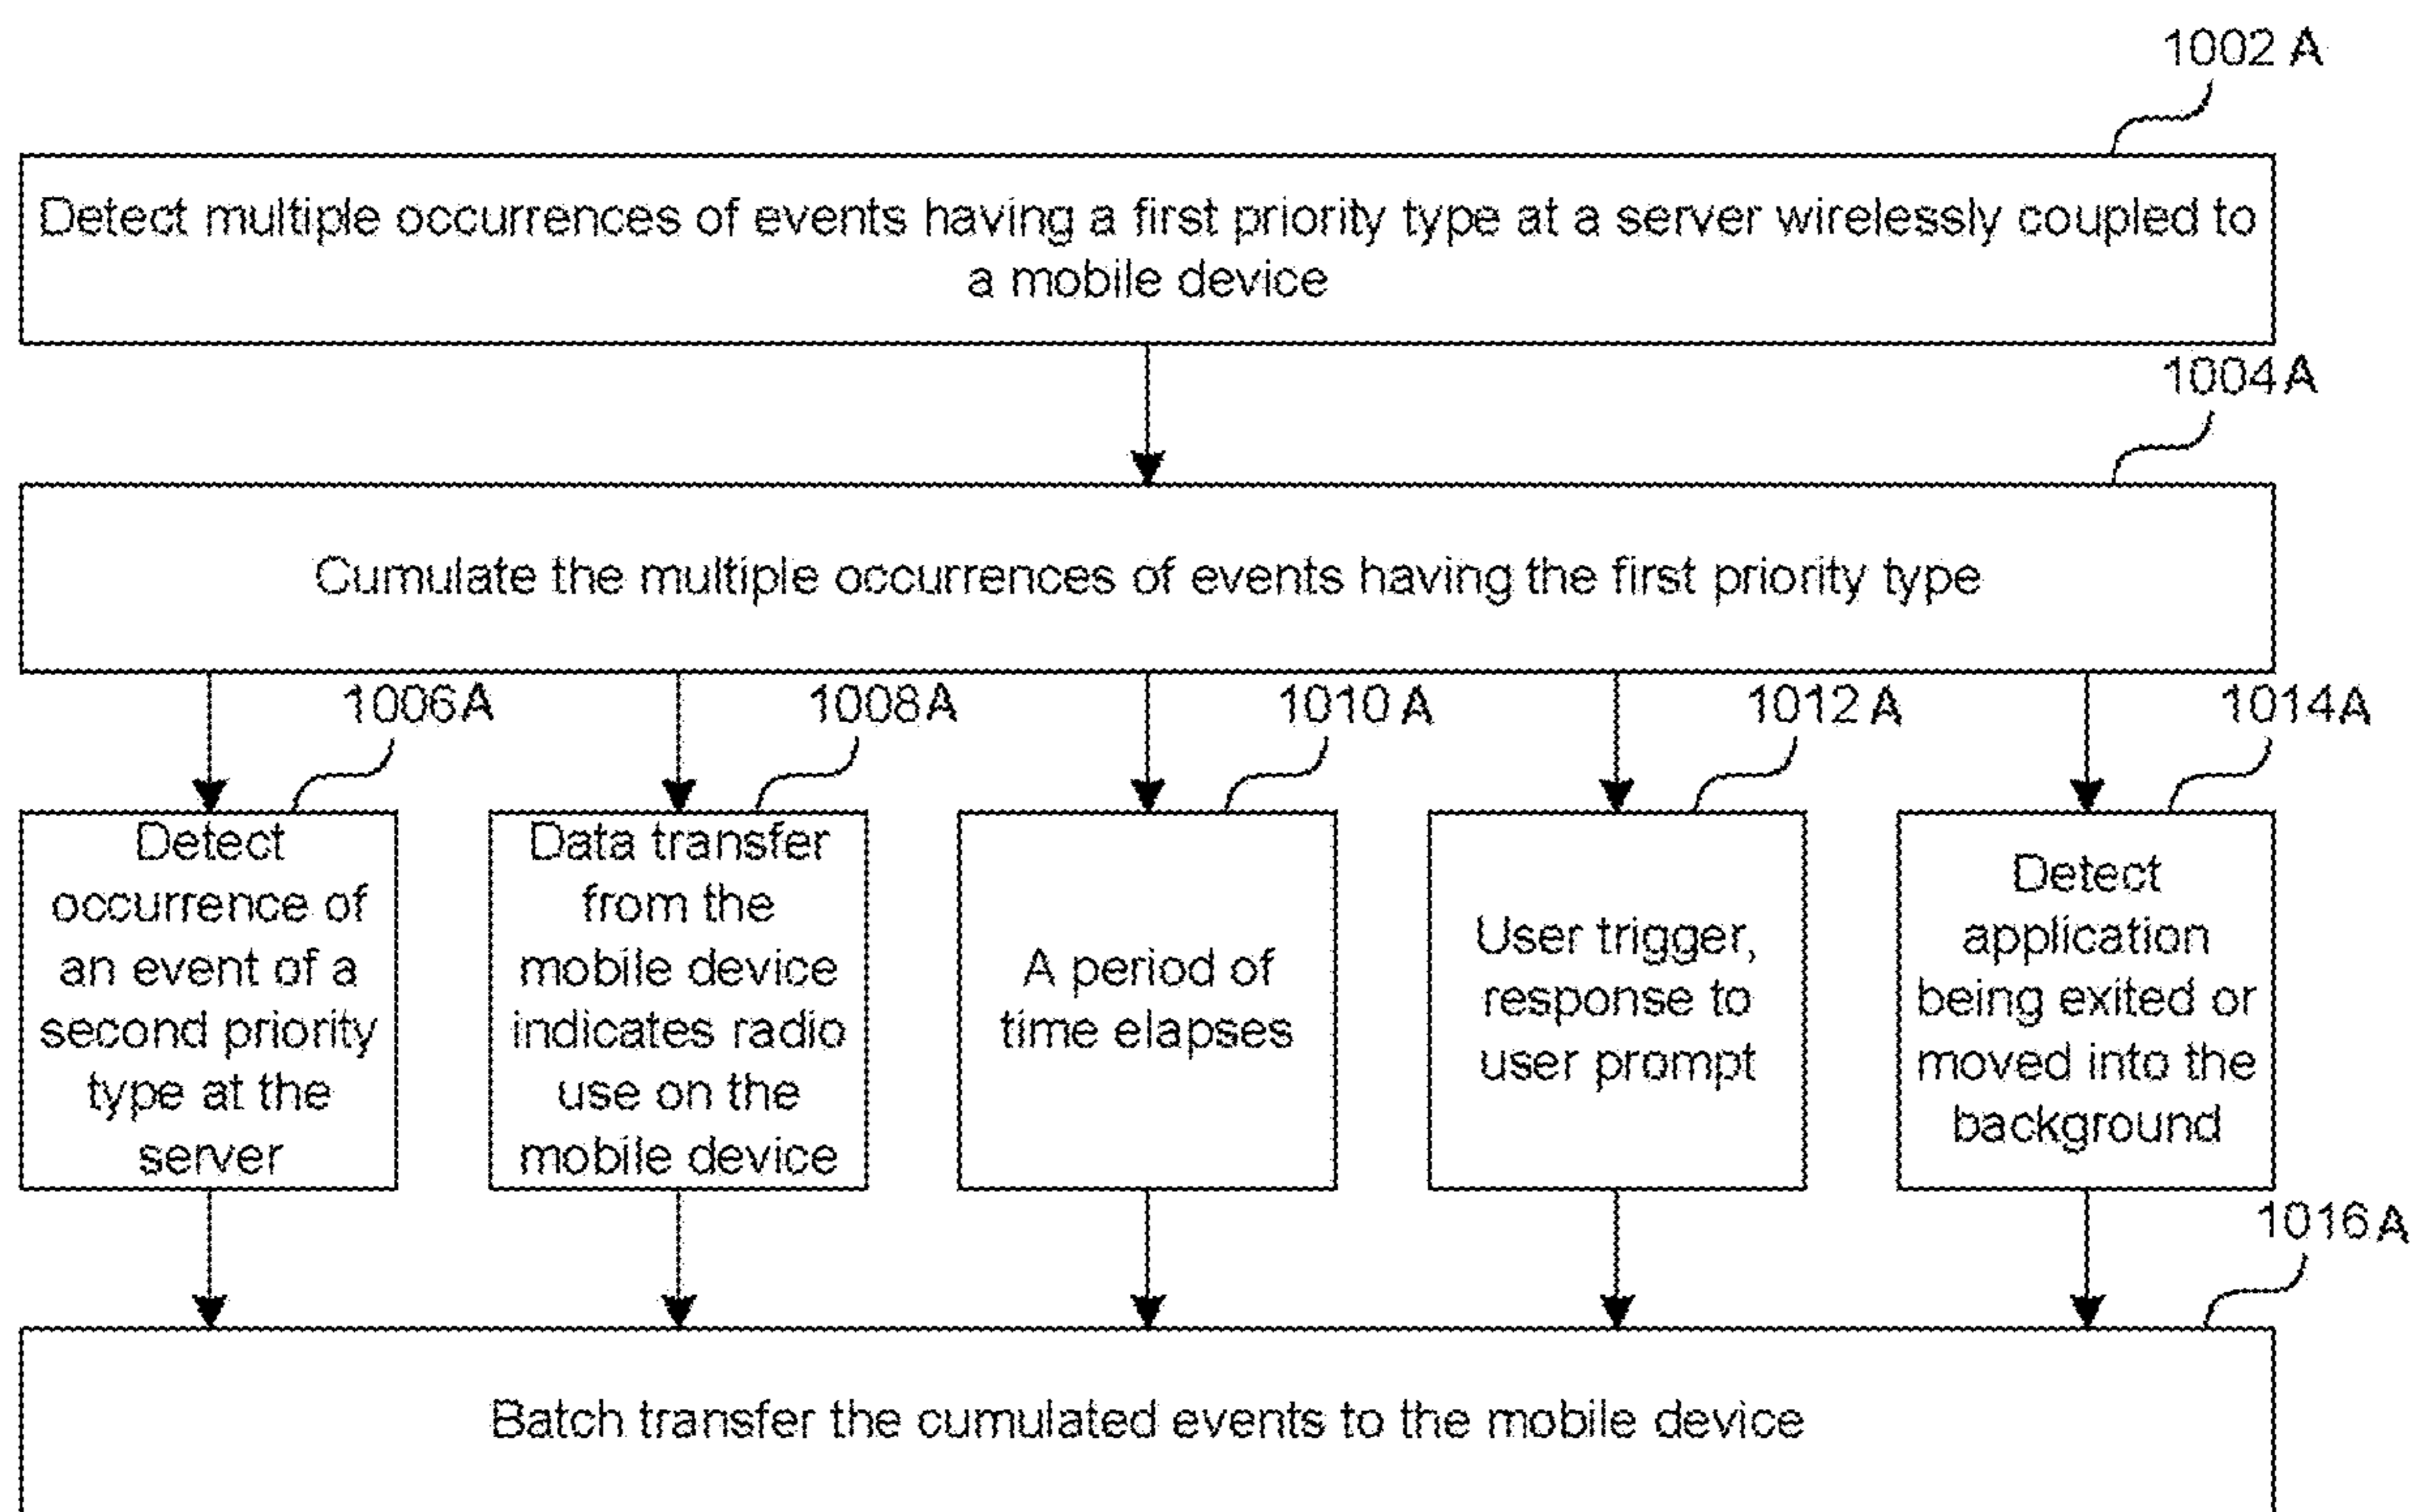 1002 A
Detect multiple occurrences of events having a first priority type at a server wirelessly coupled to
a mobile device
1004 A
Cumulate the multiple occurrences of events having the first priority type
1006 A
1008 A
1010 A
1012 A
1014 A
Detect
occurrence of
an event of a
second priority
type at the
server
Data transfer
from the
mobile device
indicates radio
use on the
mobile device
A period of
time elapses
User trigger,
response to
user prompt
Detect
application
being exited or
moved into the
background
1016 A
Batch transfer the cumulated events to the mobile device